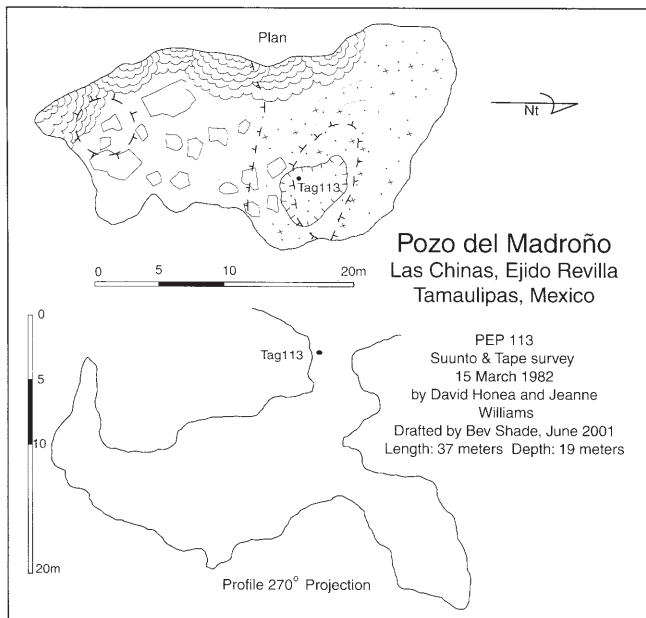 Plan
Nt
Tag113
0 5 10 20m
Pozo del Madroño
Las Chinas, Ejido Revilla
Tamaulipas, Mexico
0
5
10
20m
Tag113
PEP 113
Suunto & Tape survey
15 March 1982
by David Honea and Jeanne
Williams
Drafted by Bev Shade, June 2001
Length: 37 meters Depth: 19 meters
Profile 270° Projection